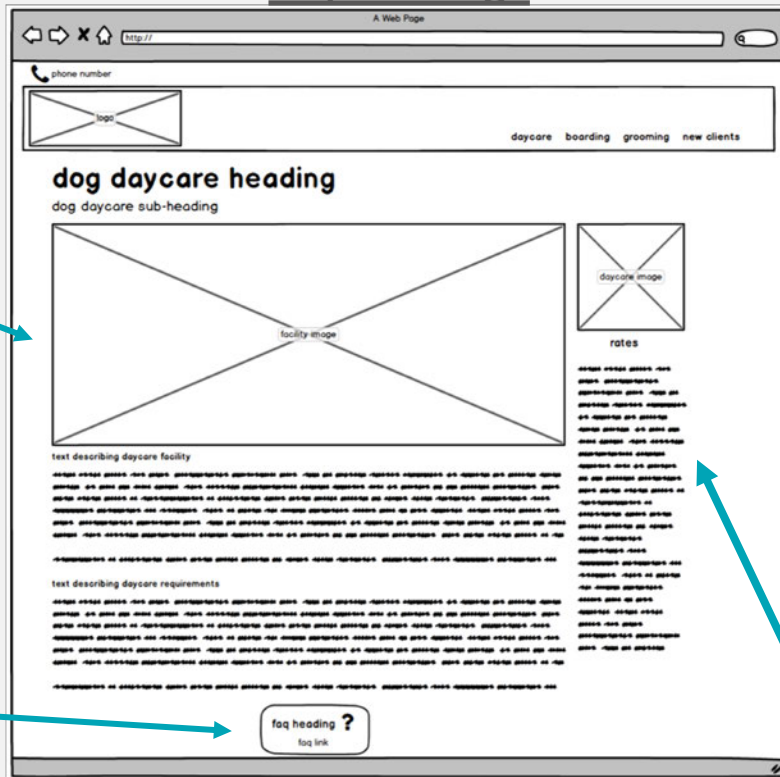 A Web Page
http://
phone number
logo
daycare boarding grooming new clients
dog daycare heading
dog daycare sub-heading
facility image
daycare image
rates
text describing daycare facility
text describing daycare requirements
faq heading ?
faq link